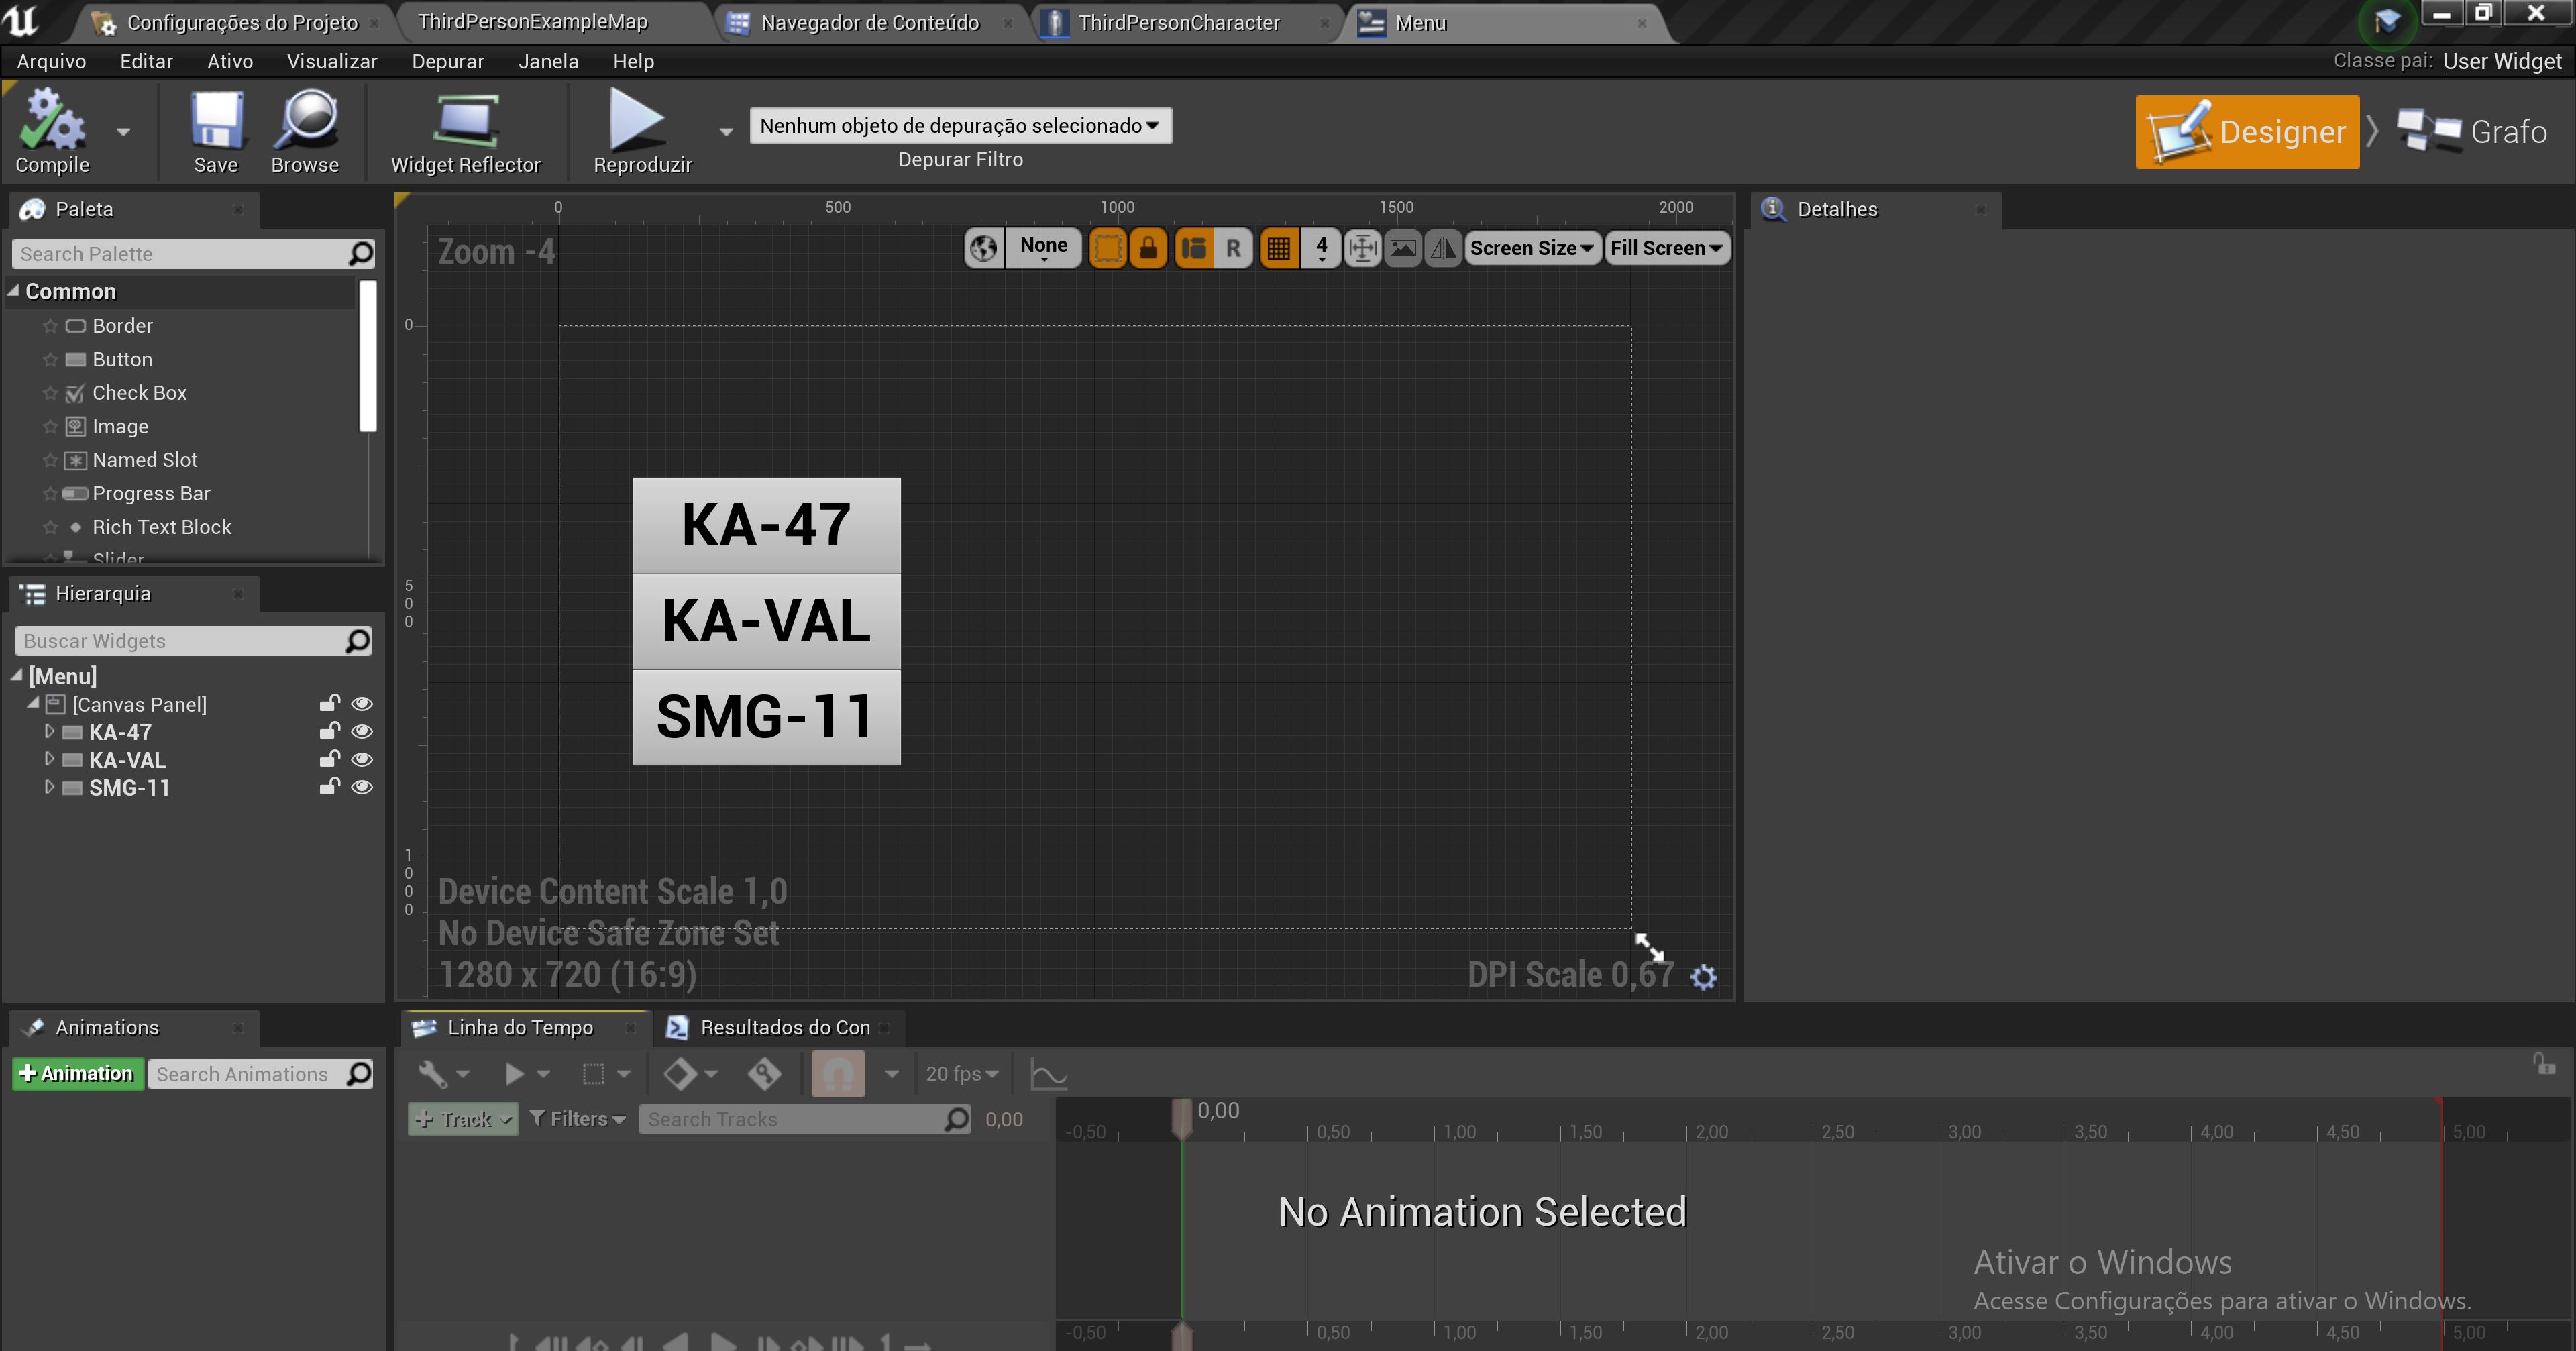 Configurações do Projeto
ThirdPersonExampleMap
Navegador de Conteúdo
ThirdPersonCharacter
Menu
Arquivo Editar Ativo Visualizar Depurar Janela Help
Classe pai: User Widget
Compile
Save
Browse
Widget Reflector
Reproduzir
Nenhum objeto de depuração selecionado
Depurar Filtro
Designer
Grafo
Paleta
Search Palette
Common
Border
Button
Check Box
Image
Named Slot
Progress Bar
Rich Text Block
Slider
Hierarquia
Buscar Widgets
[Menu]
[Canvas Panel]
KA-47
KA-VAL
SMG-11
0 500 1000 1500 2000
Zoom -4
None
R
4
Screen Size
Fill Screen
0
500
1000
KA-47
KA-VAL
SMG-11
Device Content Scale 1,0
No Device Safe Zone Set
1280 x 720 (16:9)
DPI Scale 0,67
Detalhes
Animations
+ Animation
Search Animations
Linha do Tempo
Resultados do Con
20 fps
+ Track
Filters
Search Tracks
0,00
0,00
-0,50 0,50 1,00 1,50 2,00 2,50 3,00 3,50 4,00 4,50 5,00
No Animation Selected
Ativar o Windows
Acesse Configurações para ativar o Windows.
-0,50 0,50 1,00 1,50 2,00 2,50 3,00 3,50 4,00 4,50 5,00